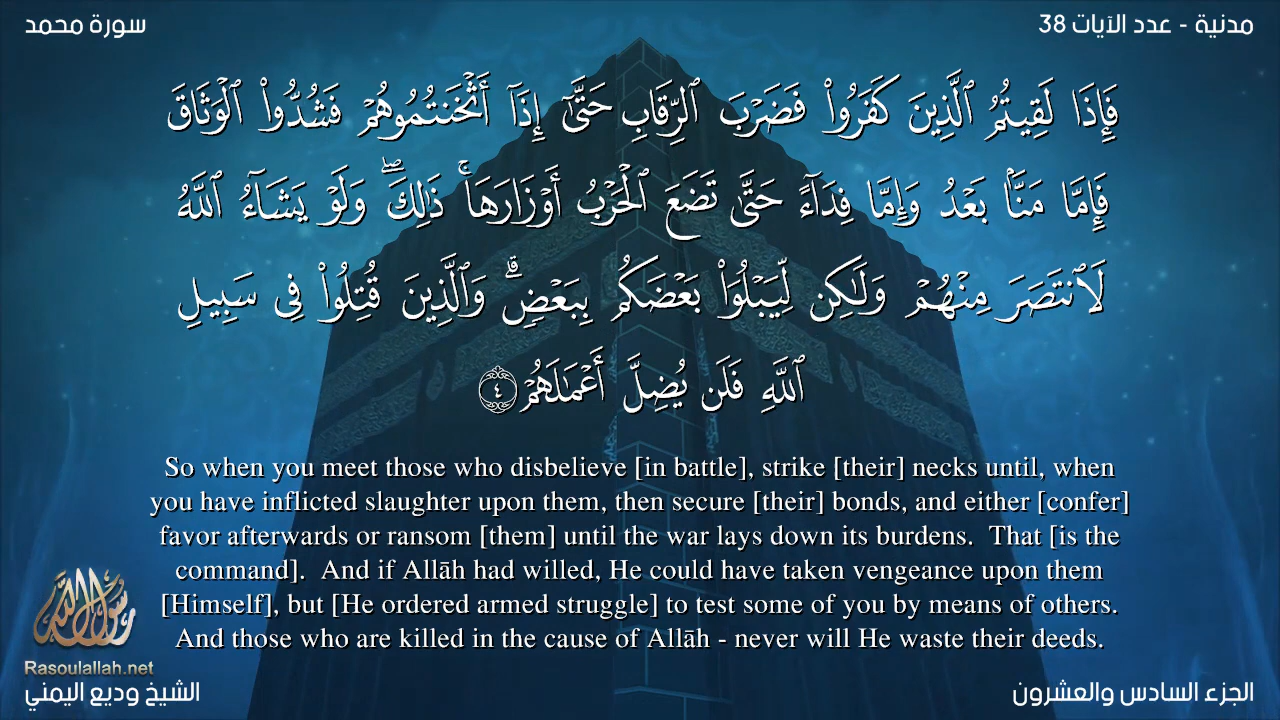 مدنية - عدد الآيات 38
سورة محمد
فَإِذَا لَقِيتُمُ ٱلَّذِينَ كَفَرُوا۟ فَضَرْبَ ٱلرِّقَابِ حَتَّىٰٓ إِذَآ أَثْخَنتُمُوهُمْ فَشُدُّوا۟ ٱلْوَثَاقَ
فَإِمَّا مَنًّۢا بَعْدُ وَإِمَّا فِدَآءً حَتَّىٰ تَضَعَ ٱلْحَرْبُ أَوْزَارَهَا ۚ ذَٰلِكَ ۖ وَلَوْ يَشَآءُ ٱللَّهُ
لَٱنتَصَرَ مِنْهُمْ وَلَٰكِن لِّيَبْلُوَا۟ بَعْضَكُم بِبَعْضٍ ۗ وَٱلَّذِينَ قُتِلُوا۟ فِى سَبِيلِ
ٱللَّهِ فَلَن يُضِلَّ أَعْمَٰلَهُمْ ٤
So when you meet those who disbelieve [in battle], strike [their] necks until, when
you have inflicted slaughter upon them, then secure [their] bonds, and either [confer]
favor afterwards or ransom [them] until the war lays down its burdens.  That [is the
command].  And if Allāh had willed, He could have taken vengeance upon them
[Himself], but [He ordered armed struggle] to test some of you by means of others.
And those who are killed in the cause of Allāh - never will He waste their deeds.
رسول الله
Rasoulallah.net
الجزء السادس والعشرون
الشيخ وديع اليمني